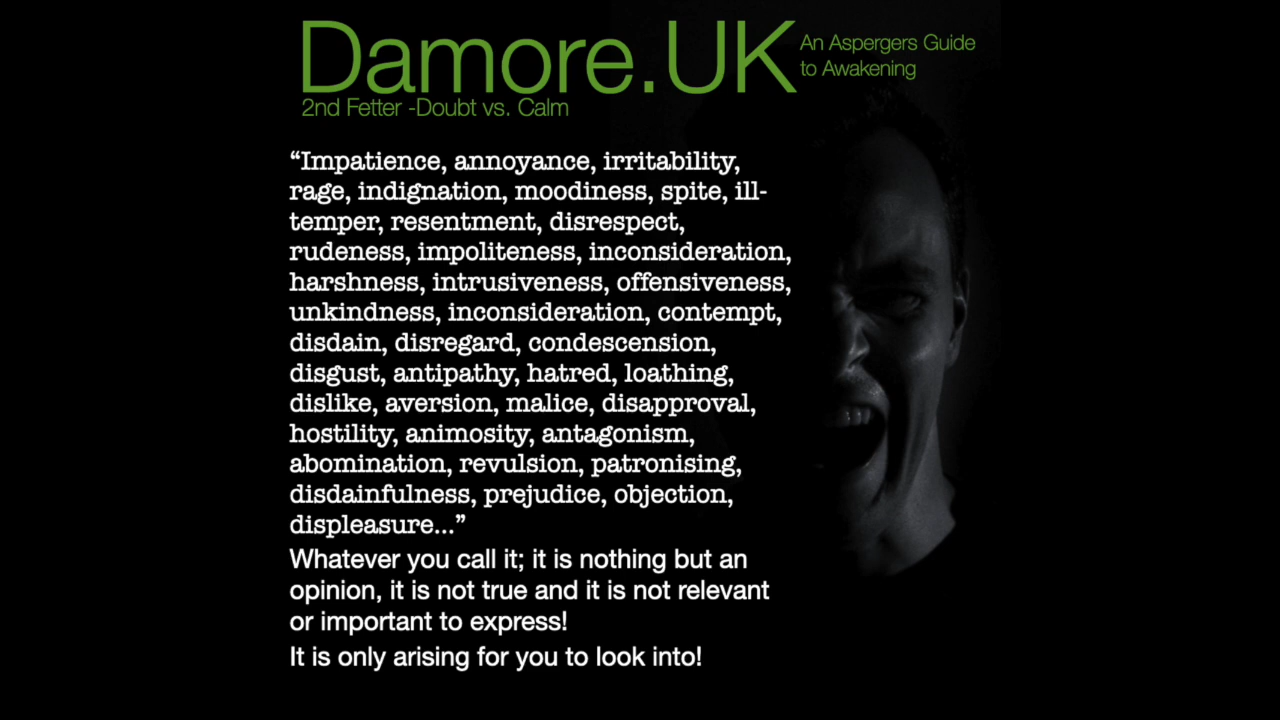 Damore.UK
An Aspergers Guide
to Awakening
2nd Fetter -Doubt vs. Calm
“Impatience, annoyance, irritability,
rage, indignation, moodiness, spite, ill-
temper, resentment, disrespect,
rudeness, impoliteness, inconsideration,
harshness, intrusiveness, offensiveness,
unkindness, inconsideration, contempt,
disdain, disregard, condescension,
disgust, antipathy, hatred, loathing,
dislike, aversion, malice, disapproval,
hostility, animosity, antagonism,
abomination, revulsion, patronising,
disdainfulness, prejudice, objection,
displeasure...”
Whatever you call it; it is nothing but an
opinion, it is not true and it is not relevant
or important to express!
It is only arising for you to look into!